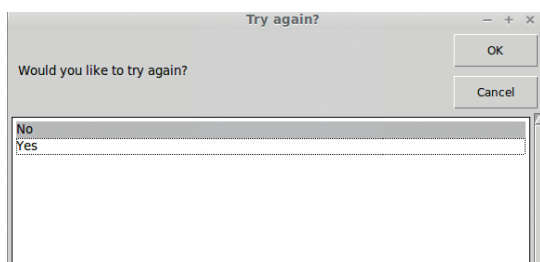 Try again?
Would you like to try again?
OK
Cancel
No
Yes